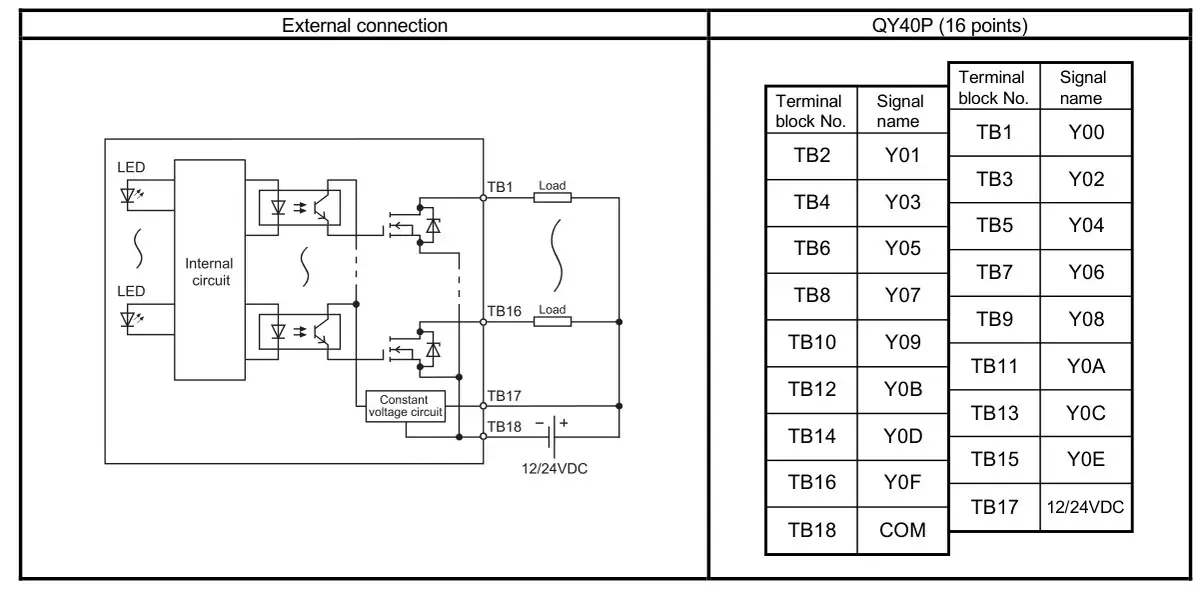 External connection
QY40P (16 points)
LED
LED
Internal
circuit
TB1
Load
TB16
Load
Constant
voltage circuit
TB17
TB18
− +
12/24VDC
Terminal
block No.
Signal
name
TB2 Y01
TB4 Y03
TB6 Y05
TB8 Y07
TB10 Y09
TB12 Y0B
TB14 Y0D
TB16 Y0F
TB18 COM
Terminal
block No.
Signal
name
TB1 Y00
TB3 Y02
TB5 Y04
TB7 Y06
TB9 Y08
TB11 Y0A
TB13 Y0C
TB15 Y0E
TB17 12/24VDC